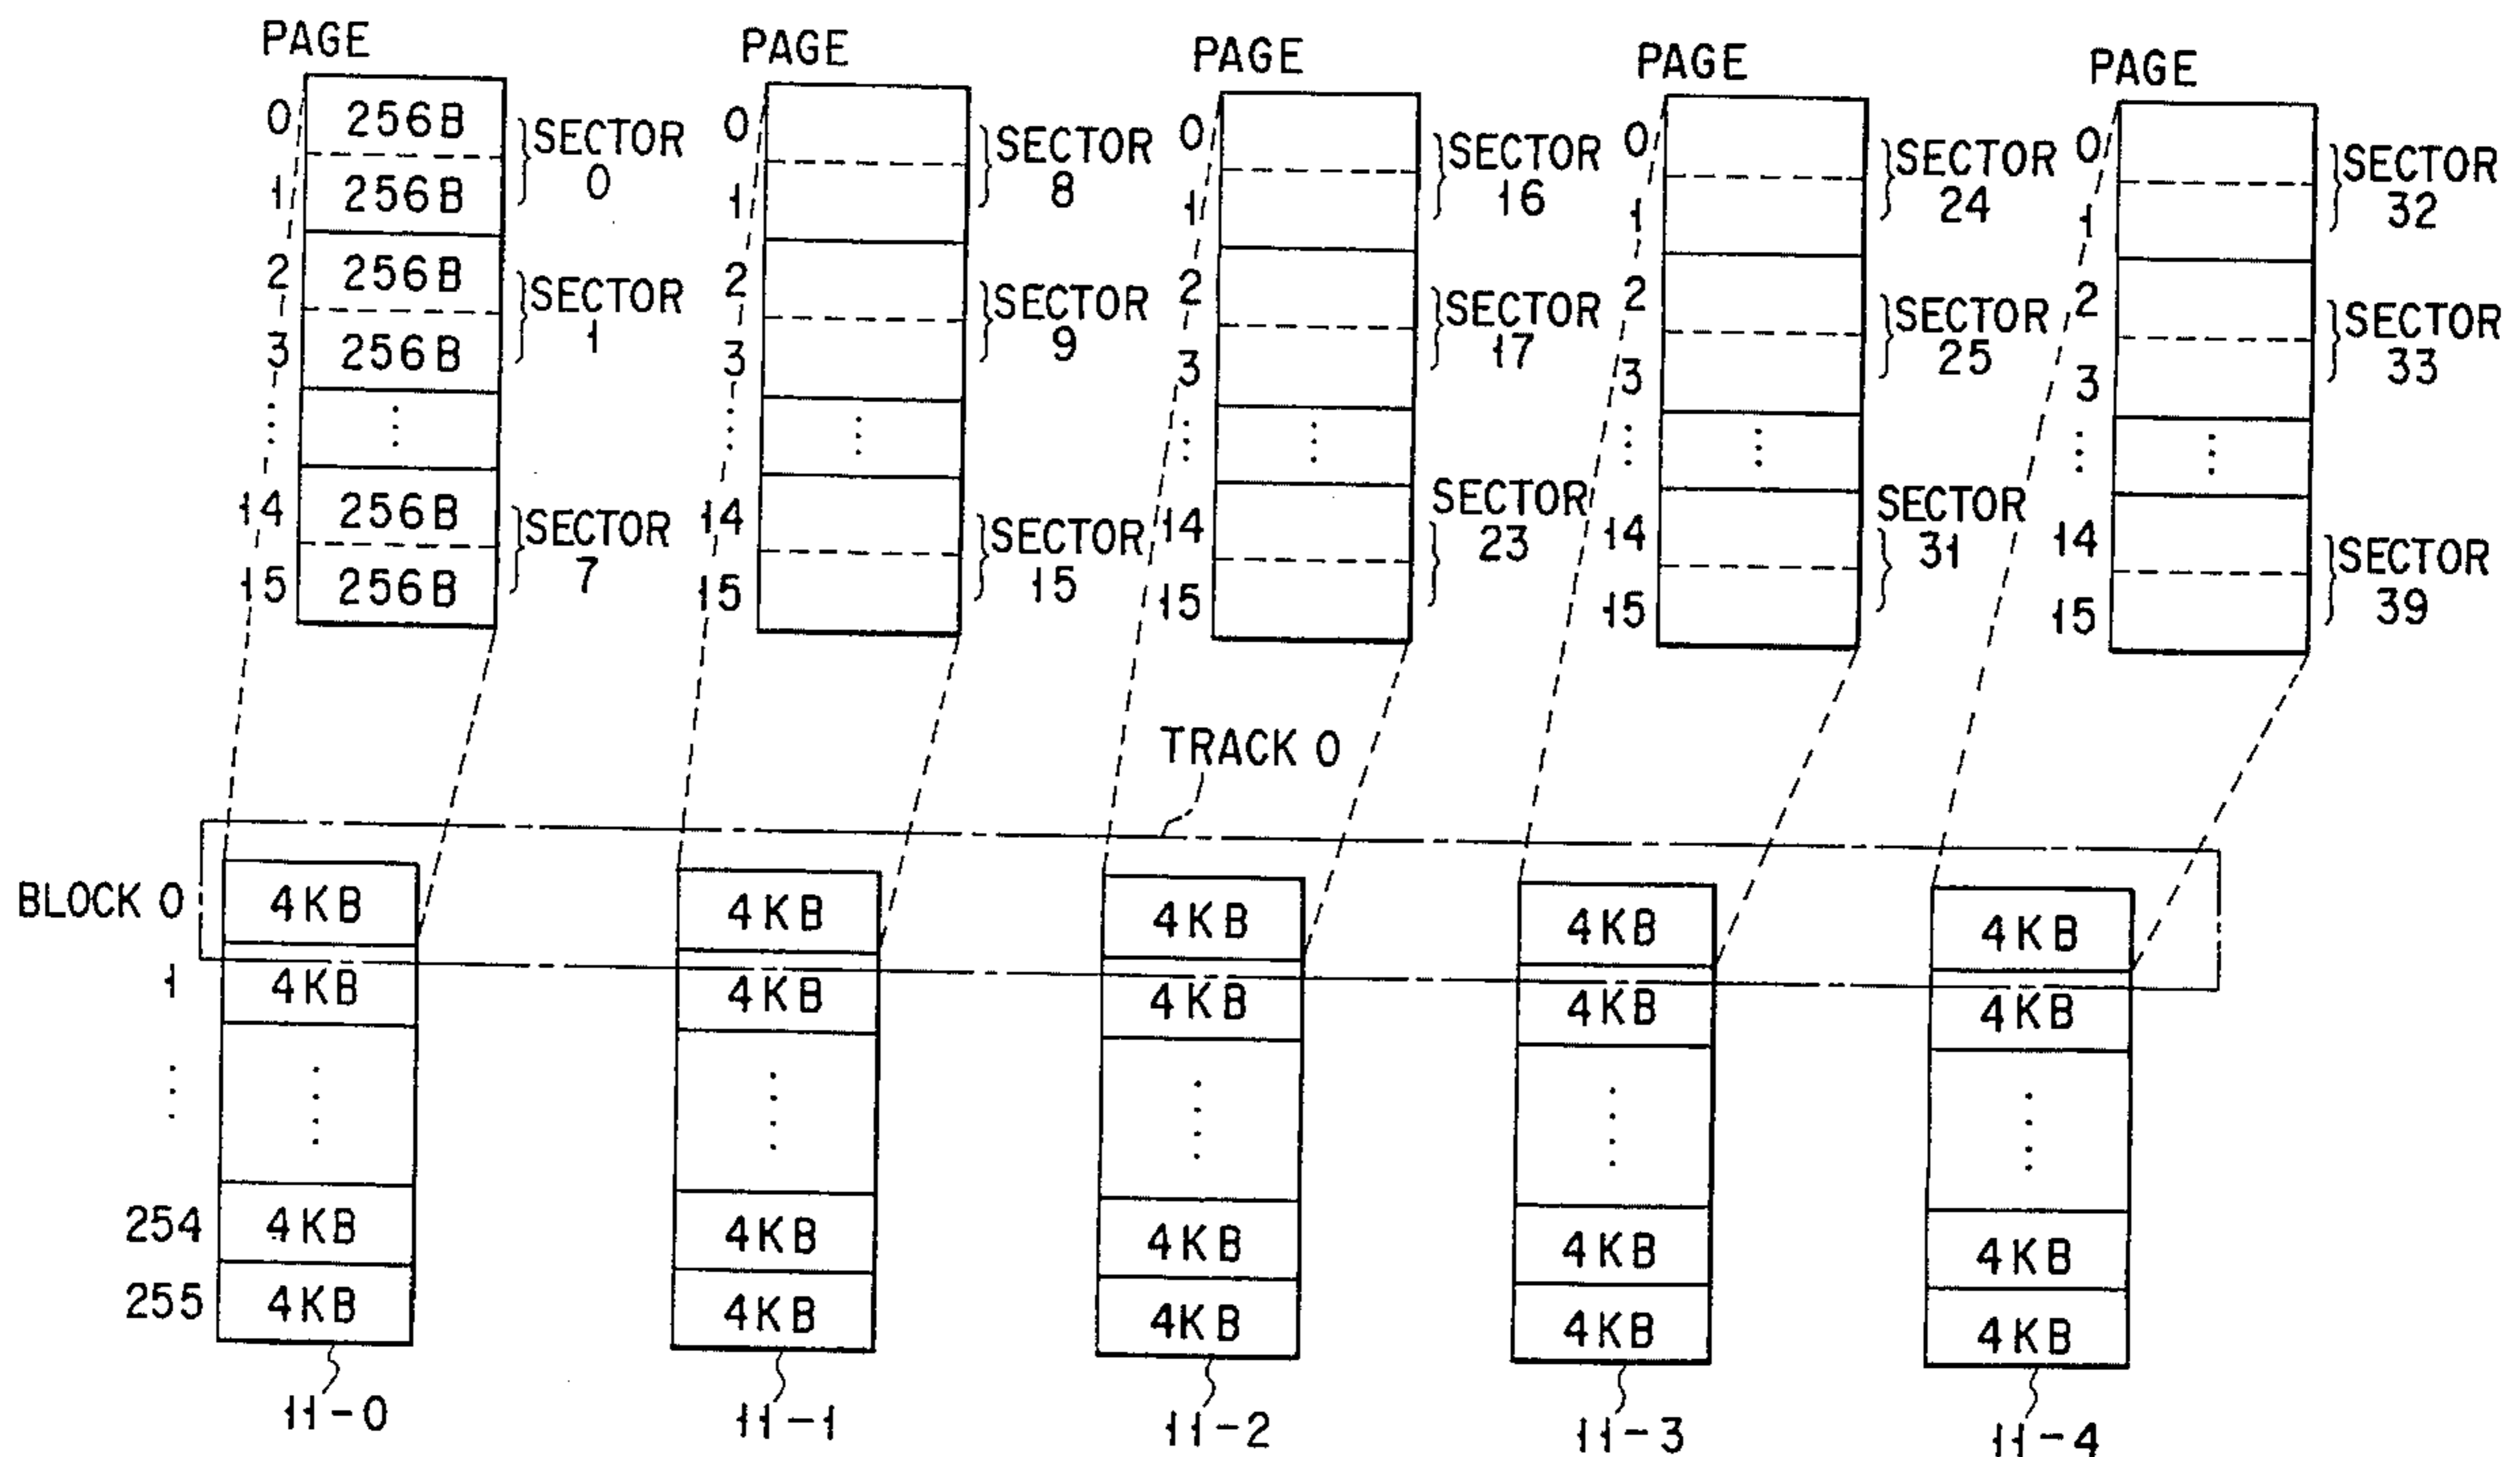 PAGE
0 256B SECTOR 0
1 256B
2 256B SECTOR 1
3 256B
14 256B SECTOR 7
15 256B
PAGE
0 SECTOR 8
1
2 SECTOR 9
3
14 SECTOR 15
15
PAGE
0 SECTOR 16
1
2 SECTOR 17
3
14 SECTOR 23
15
PAGE
0 SECTOR 24
1
2 SECTOR 25
3
14 SECTOR 31
15
PAGE
0 SECTOR 32
1
2 SECTOR 33
3
14 SECTOR 39
15
TRACK 0
BLOCK 0 4KB 4KB 4KB 4KB 4KB
1 4KB 4KB 4KB 4KB 4KB
254 4KB 4KB 4KB 4KB 4KB
255 4KB 4KB 4KB 4KB 4KB
11-0 11-1 11-2 11-3 11-4